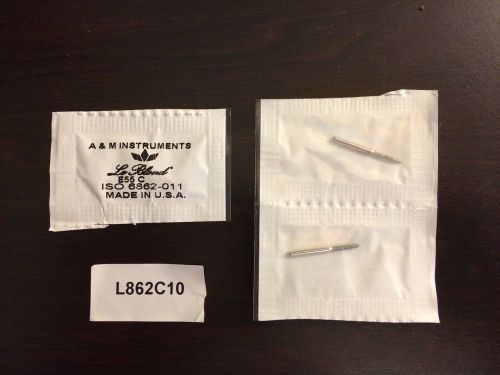 A & M INSTRUMENTS
Le Blond
E55 C
ISO 6862-011
MADE IN U.S.A.
L862C10